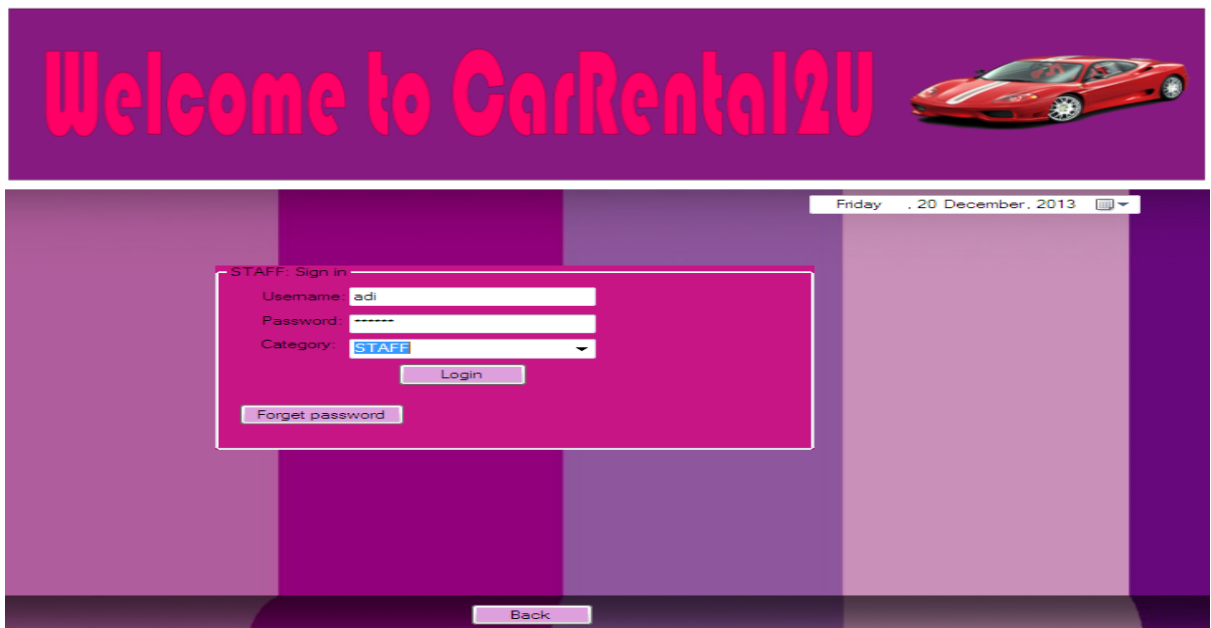 Welcome to CarRental2U
Friday , 20 December, 2013
STAFF: Sign in
Username: adi
Password: ------
Category: STAFF
Login
Forget password
Back